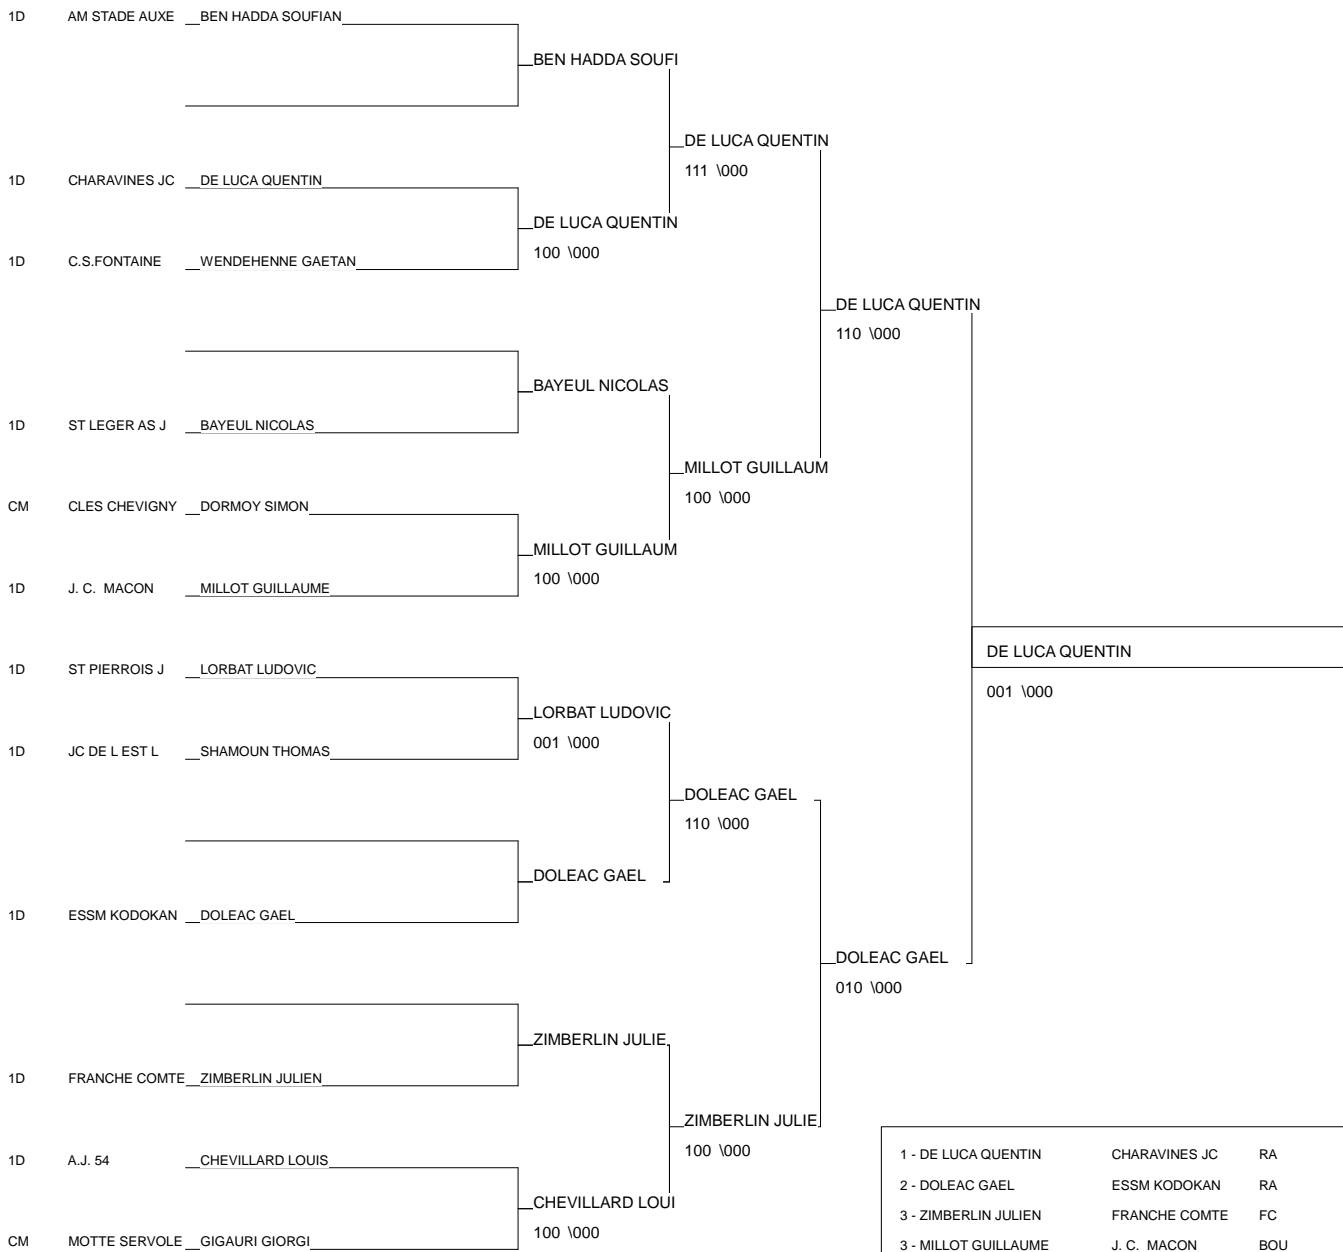 1D AM STADE AUXE BEN HADDA SOUFIAN
BEN HADDA SOUFI
DE LUCA QUENTIN
111 \000
1D CHARAVINES JC DE LUCA QUENTIN
DE LUCA QUENTIN
100 \000
1D C.S.FONTAINE WENDEHENNE GAETAN
DE LUCA QUENTIN
110 \000
BAYEUL NICOLAS
1D ST LEGER AS J BAYEUL NICOLAS
MILLOT GUILLAUM
100 \000
CM CLES CHEVIGNY DORMOY SIMON
MILLOT GUILLAUM
100 \000
1D J. C. MACON MILLOT GUILLAUME
DE LUCA QUENTIN
001 \000
1D ST PIERROIS J LORBAT LUDOVIC
LORBAT LUDOVIC
001 \000
1D JC DE L EST L SHAMOUN THOMAS
DOLEAC GAEL
110 \000
DOLEAC GAEL
1D ESSM KODOKAN DOLEAC GAEL
DOLEAC GAEL
010 \000
ZIMBERLIN JULIE
1D FRANCHE COMTE ZIMBERLIN JULIEN
ZIMBERLIN JULIE
100 \000
1D A.J. 54 CHEVILLARD LOUIS
CHEVILLARD LOUI
100 \000
CM MOTTE SERVOLE GIGAURI GIORGI
1 - DE LUCA QUENTIN CHARAVINES JC RA
2 - DOLEAC GAEL ESSM KODOKAN RA
3 - ZIMBERLIN JULIEN FRANCHE COMTE FC
3 - MILLOT GUILLAUME J. C. MACON BOU